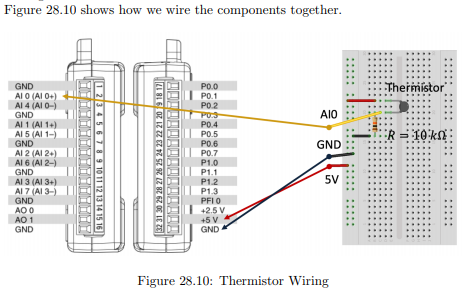 Figure 28.10 shows how we wire the components together.
GND
AI 0 (AI 0+)
AI 4 (AI 0–)
GND
AI 1 (AI 1+)
AI 5 (AI 1–)
GND
AI 2 (AI 2+)
AI 6 (AI 2–)
GND
AI 3 (AI 3+)
AI 7 (AI 3–)
GND
AO 0
AO 1
GND
1 2 3 4 5 6 7 8 9 10 11 12 13 14 15 16
32 31 30 29 28 27 26 25 24 23 22 21 20 19 18 17
P0.0
P0.1
P0.2
P0.3
P0.4
P0.5
P0.6
P0.7
P1.0
P1.1
P1.2
P1.3
PFI 0
+2.5 V
+5 V
GND
AI0
GND
5V
Thermistor
R = 10 kΩ
Figure 28.10: Thermistor Wiring